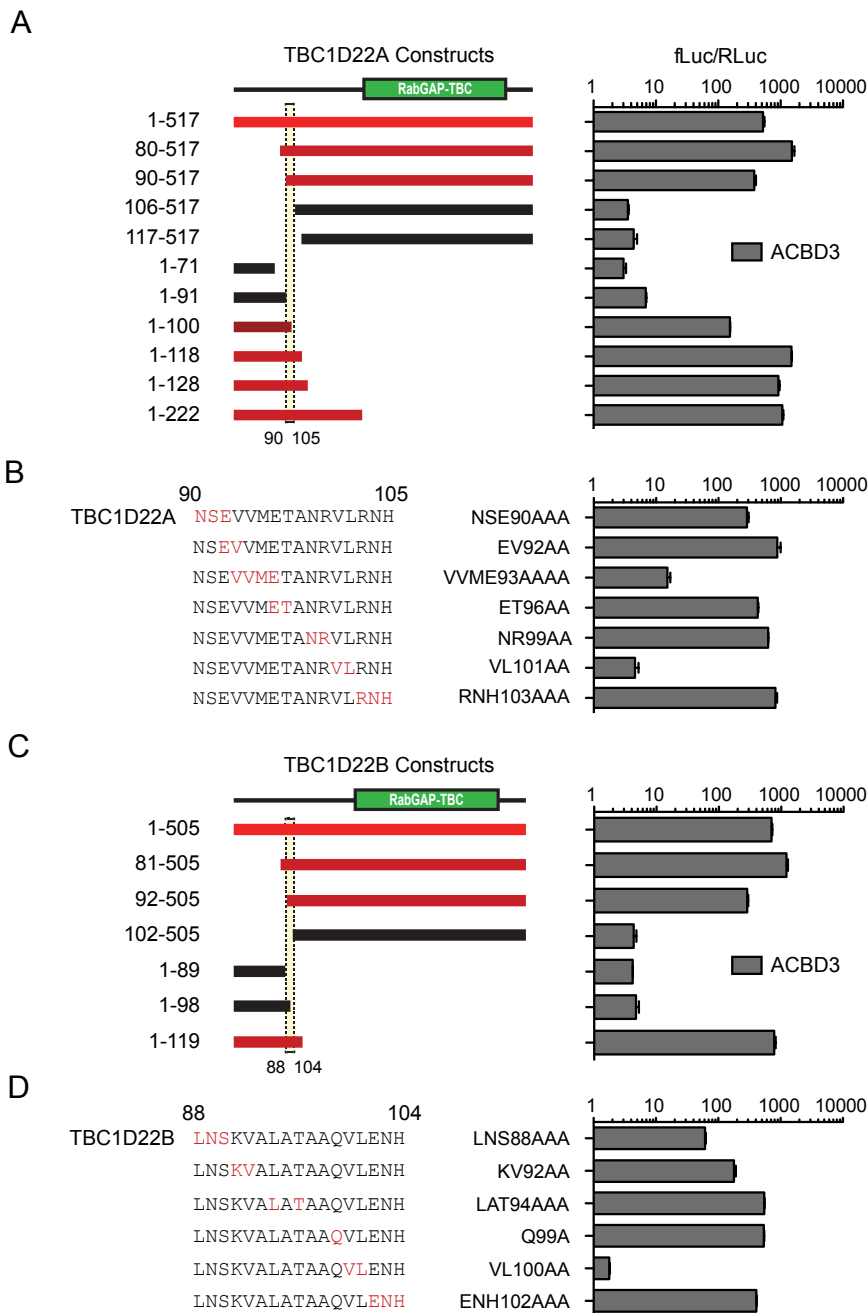 A
TBC1D22A Constructs
fLuc/RLuc
RabGAP-TBC
1 10 100 1000 10000
1-517
80-517
90-517
106-517
117-517
ACBD3
1-71
1-91
1-100
1-118
1-128
1-222
90 105
B
90 105
1 10 100 1000 10000
TBC1D22A NSEVVMETANRVLRNH NSE90AAA
NSEVVMETANRVLRNH EV92AA
NSEVVMETANRVLRNH VVME93AAAA
NSEVVMETANRVLRNH ET96AA
NSEVVMETANRVLRNH NR99AA
NSEVVMETANRVLRNH VL101AA
NSEVVMETANRVLRNH RNH103AAA
C
TBC1D22B Constructs
RabGAP-TBC
1 10 100 1000 10000
1-505
81-505
92-505
102-505
1-89
ACBD3
1-98
1-119
88 104
D
88 104
1 10 100 1000 10000
TBC1D22B LNSKVALATAAQVLENH LNS88AAA
LNSKVALATAAQVLENH KV92AA
LNSKVALATAAQVLENH LAT94AAA
LNSKVALATAAQVLENH Q99A
LNSKVALATAAQVLENH VL100AA
LNSKVALATAAQVLENH ENH102AAA